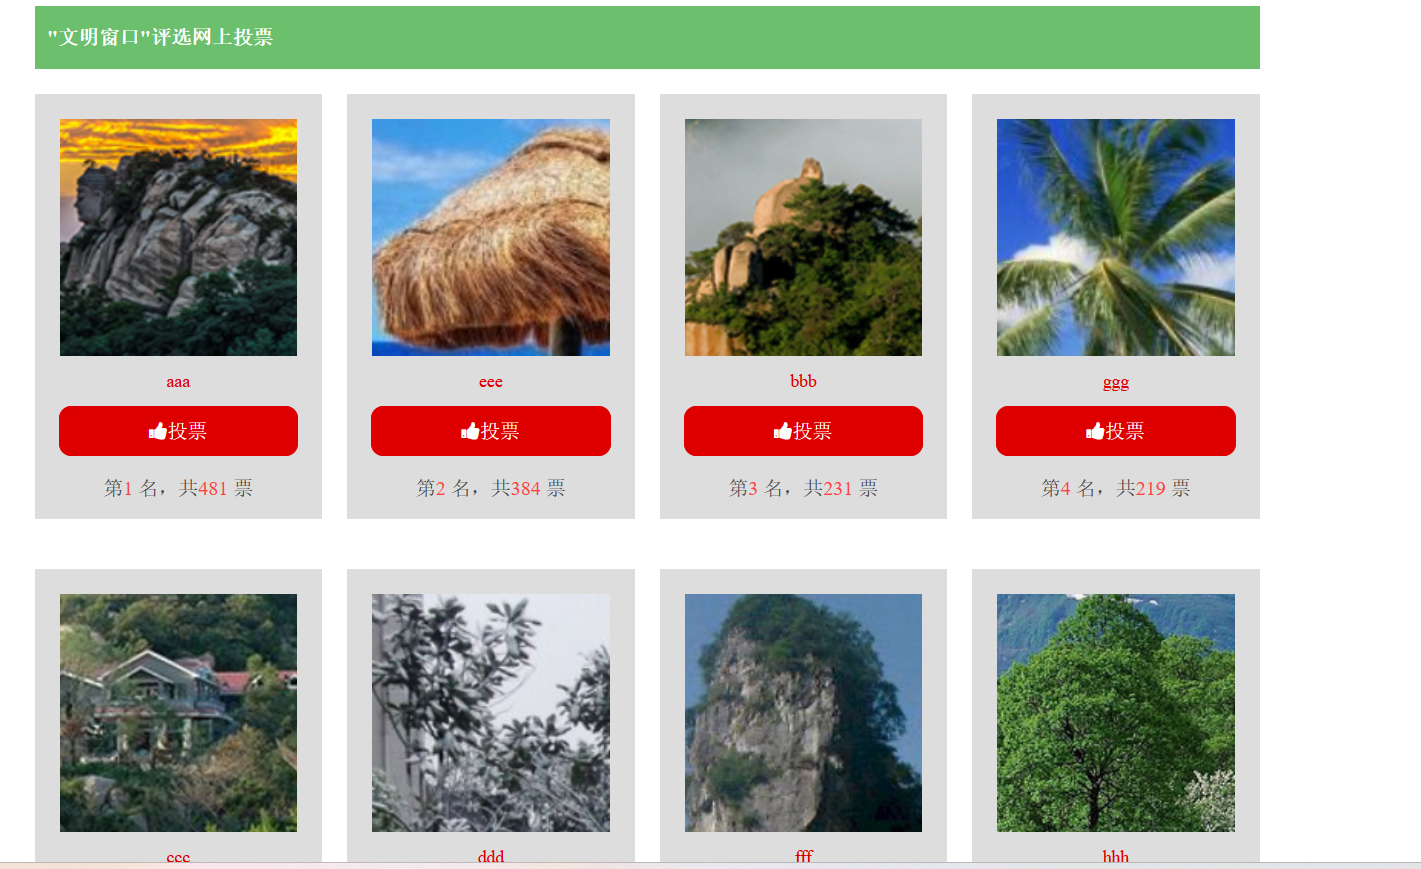 "文明窗口"评选网上投票
aaa
eee
bbb
ggg
投票
投票
投票
投票
第1 名，共481 票
第2 名，共384 票
第3 名，共231 票
第4 名，共219 票
ccc
ddd
fff
hhh